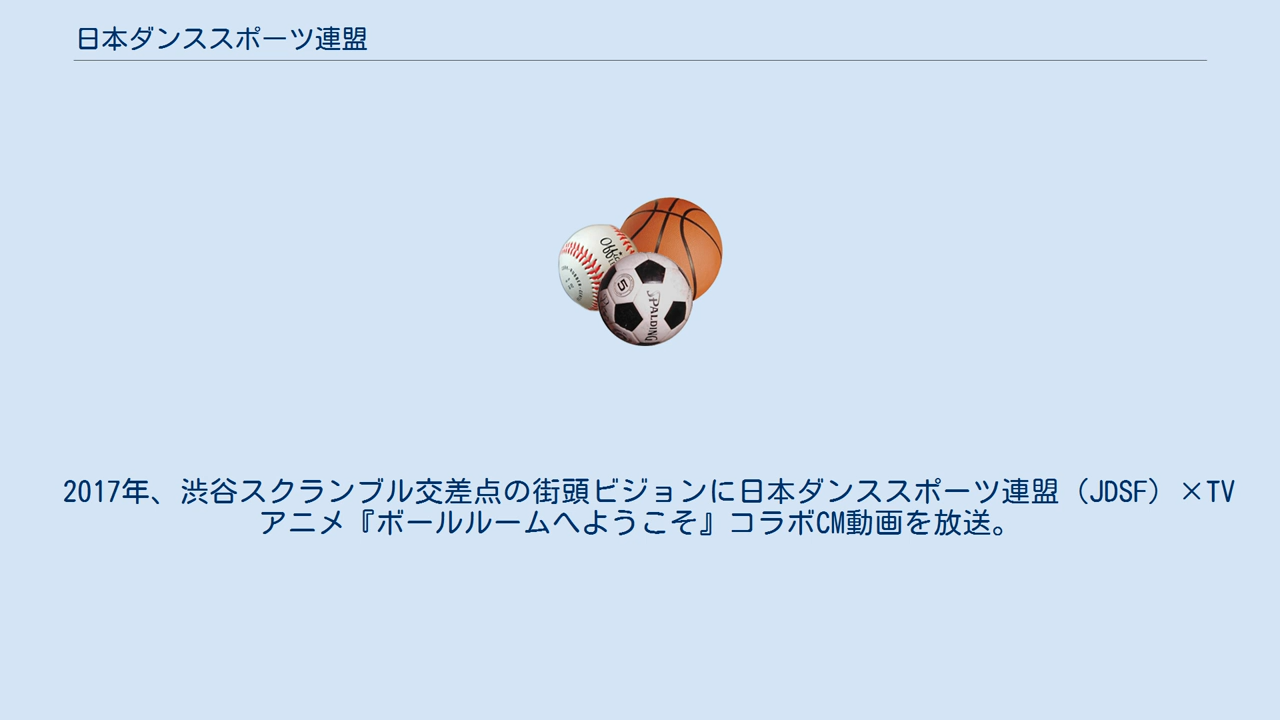 日本ダンススポーツ連盟
Offici
5
SPALDING
2017年、渋谷スクランブル交差点の街頭ビジョンに日本ダンススポーツ連盟（JDSF）×TV
アニメ『ボールルームへようこそ』コラボCM動画を放送。